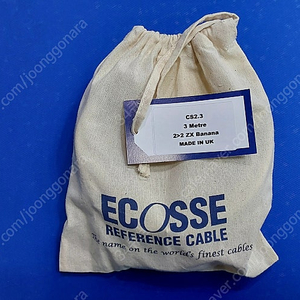 CS2.3
3 Metre
2>2 ZX Banana
MADE IN UK
ECOSSE
REFERENCE CABLE
The name on the world's finest cables